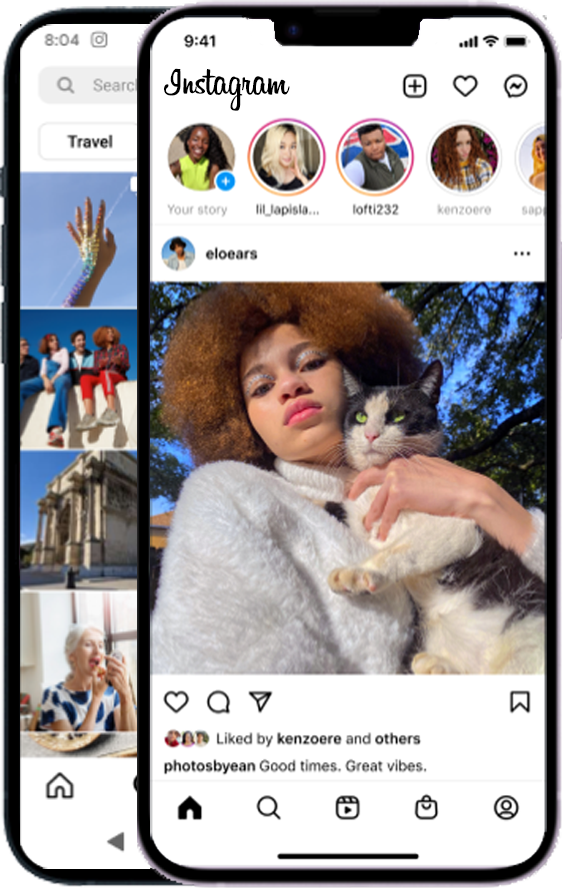 8:04
Search
Travel
9:41
Instagram
Your story
lil_lapisla...
lofti232
kenzoere
sapp
eloears
Liked by kenzoere and others
photosbyean Good times. Great vibes.